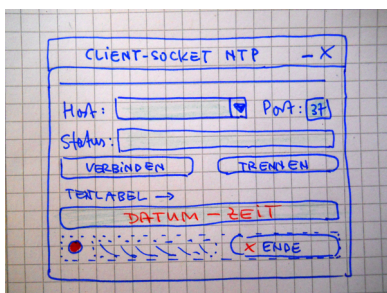 CLIENT-SOCKET NTP - X
Host: Port: 37
Status:
VERBINDEN TRENNEN
TEXTLABEL →
DATUM - ZEIT
X ENDE